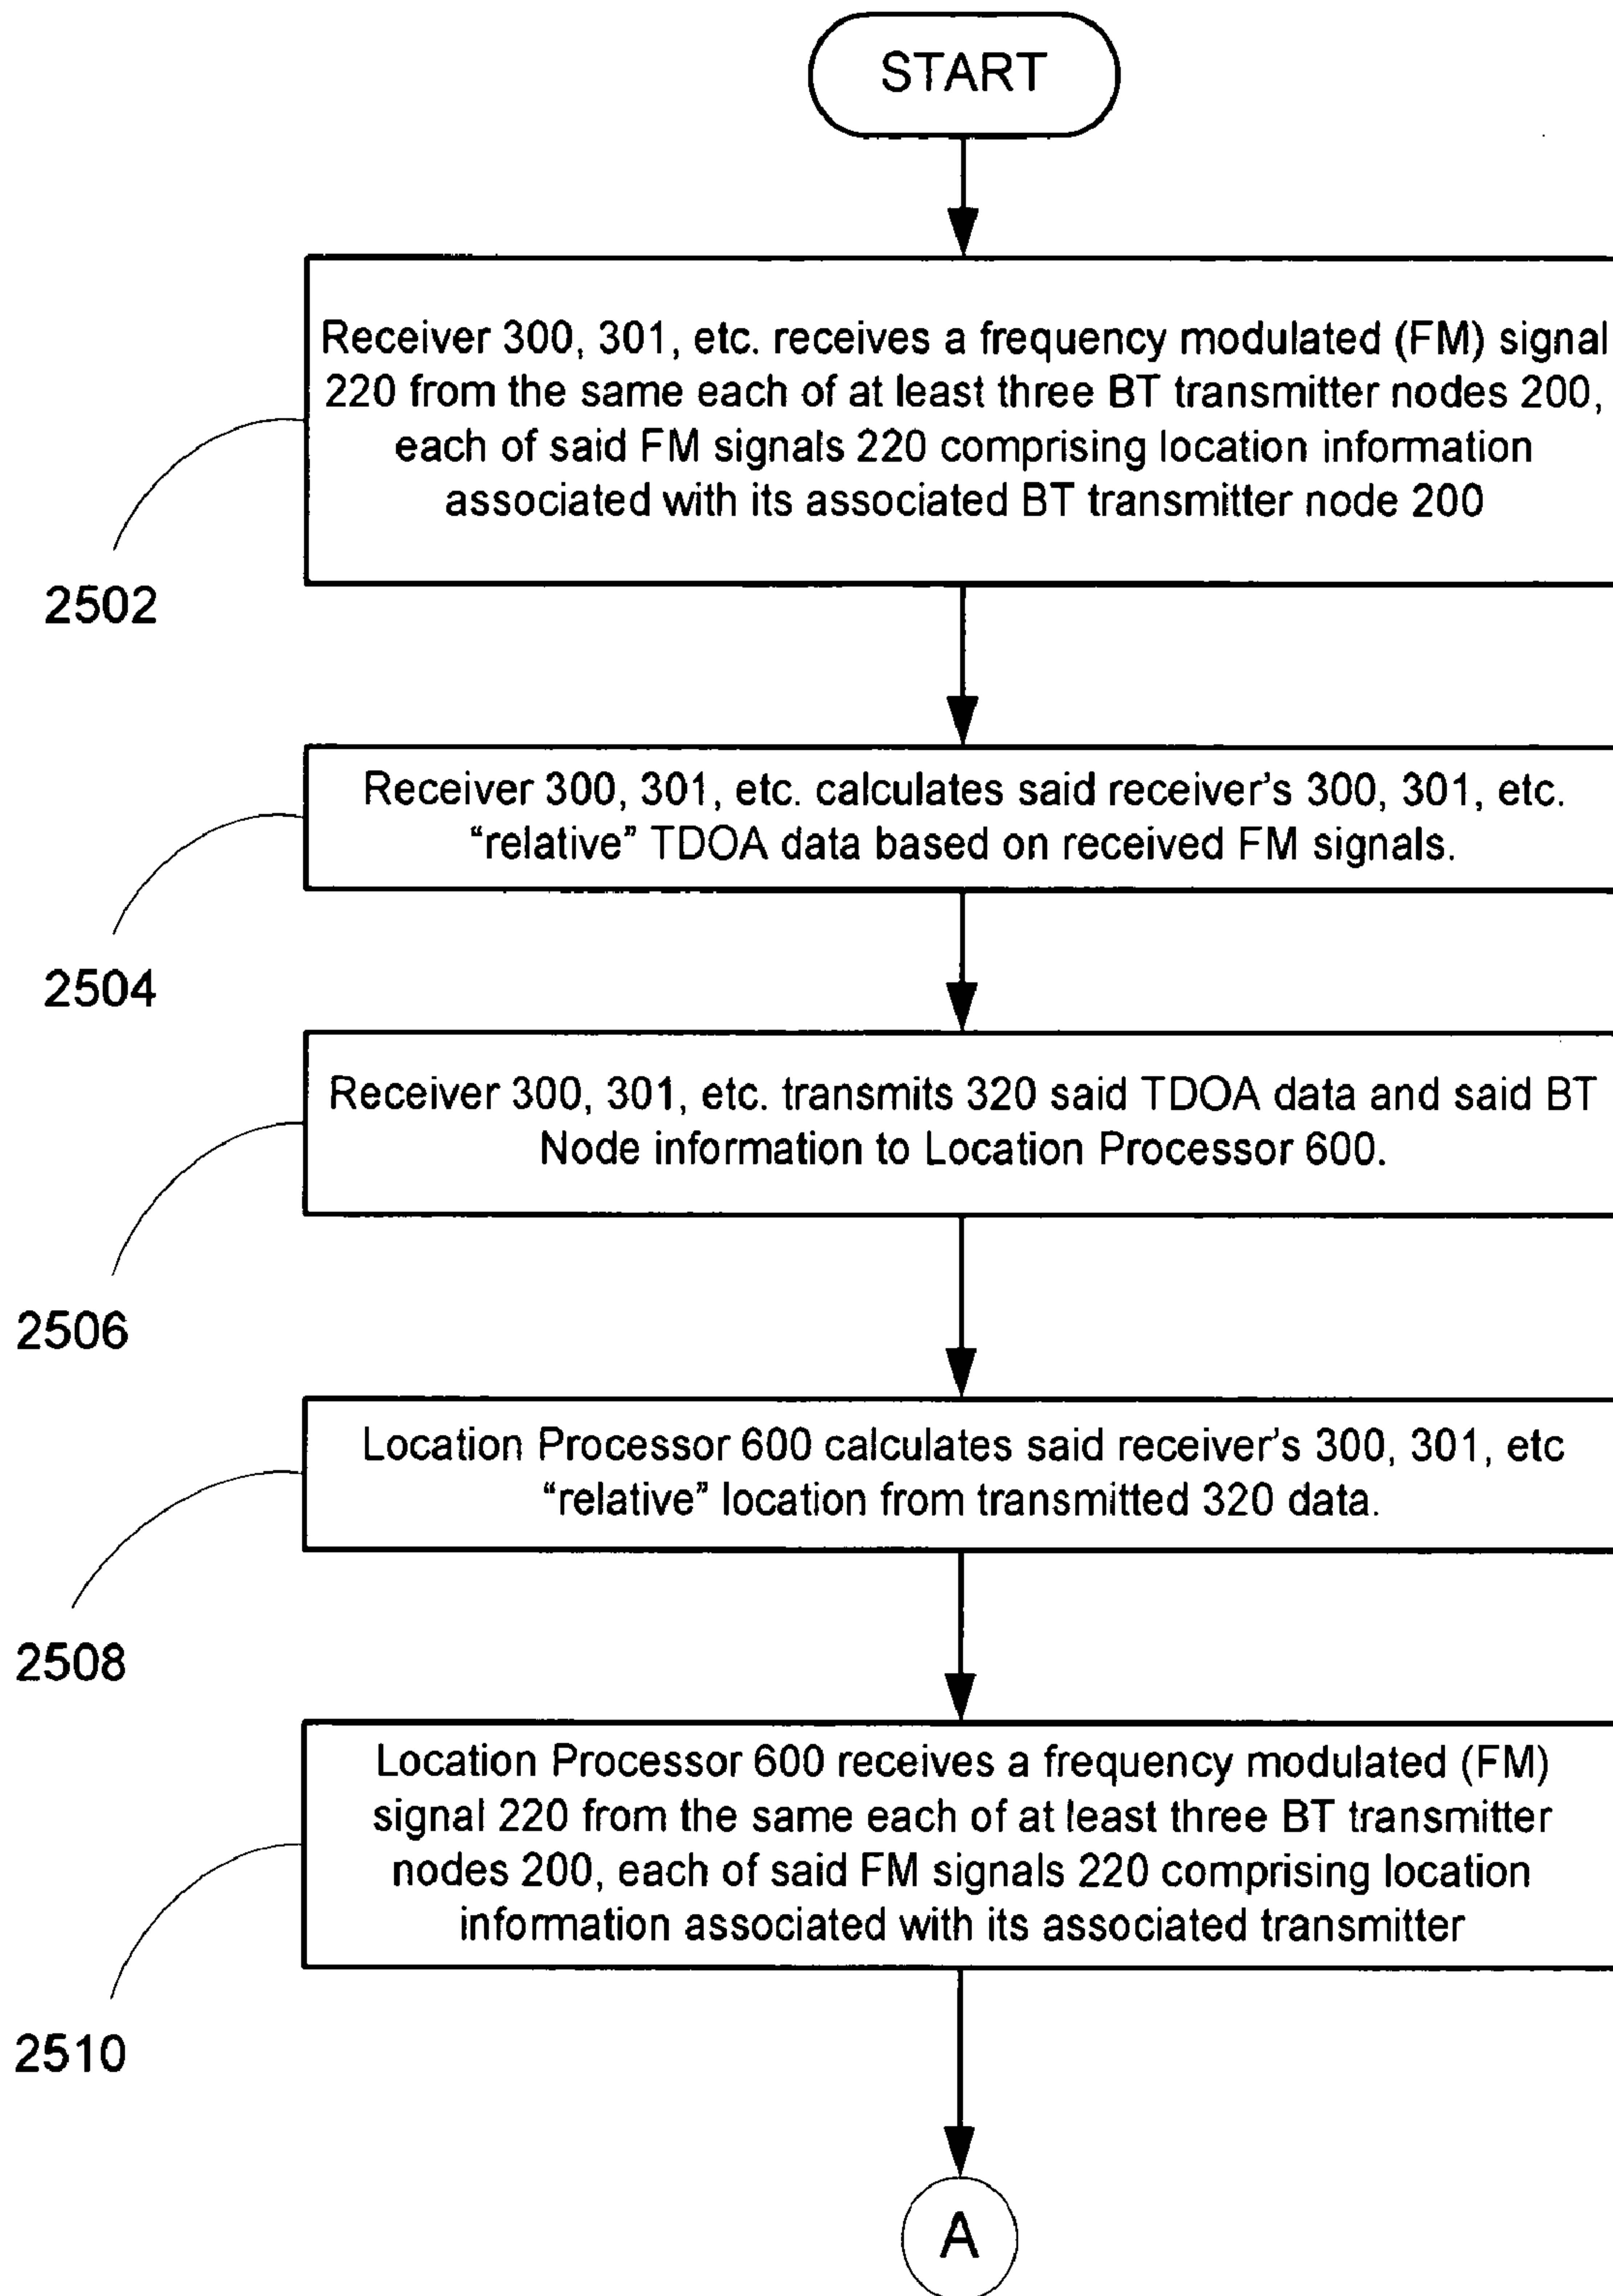 START
Receiver 300, 301, etc. receives a frequency modulated (FM) signal
220 from the same each of at least three BT transmitter nodes 200,
each of said FM signals 220 comprising location information
associated with its associated BT transmitter node 200
2502
Receiver 300, 301, etc. calculates said receiver's 300, 301, etc.
“relative” TDOA data based on received FM signals.
2504
Receiver 300, 301, etc. transmits 320 said TDOA data and said BT
Node information to Location Processor 600.
2506
Location Processor 600 calculates said receiver's 300, 301, etc
“relative” location from transmitted 320 data.
2508
Location Processor 600 receives a frequency modulated (FM)
signal 220 from the same each of at least three BT transmitter
nodes 200, each of said FM signals 220 comprising location
information associated with its associated transmitter
2510
A